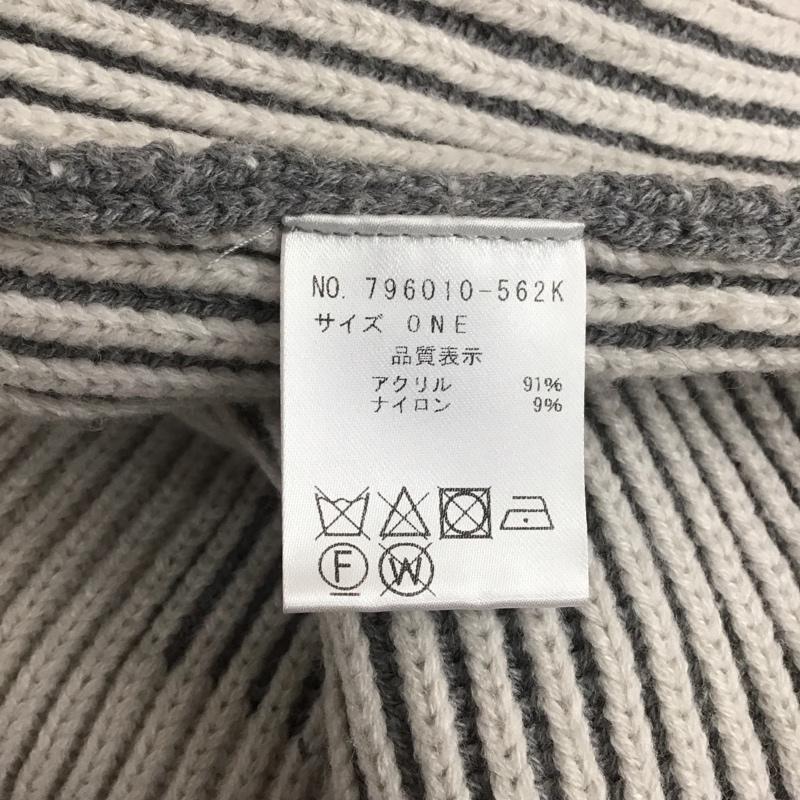 NO. 796010-562K
サイズ ONE
品質表示
アクリル 91%
ナイロン 9%
F W